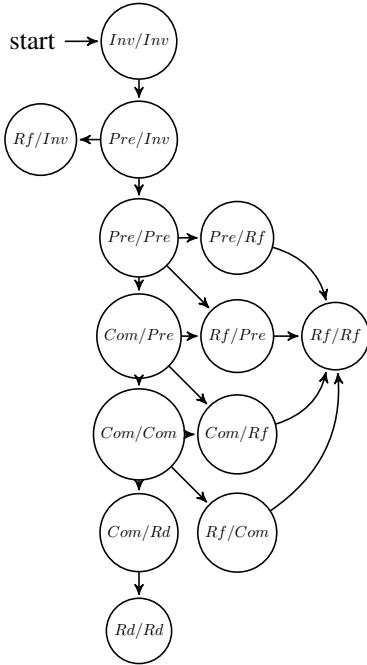 start Inv/Inv
Rf/Inv Pre/Inv
Pre/Pre Pre/Rf
Com/Pre Rf/Pre Rf/Rf
Com/Com Com/Rf
Com/Rd Rf/Com
Rd/Rd